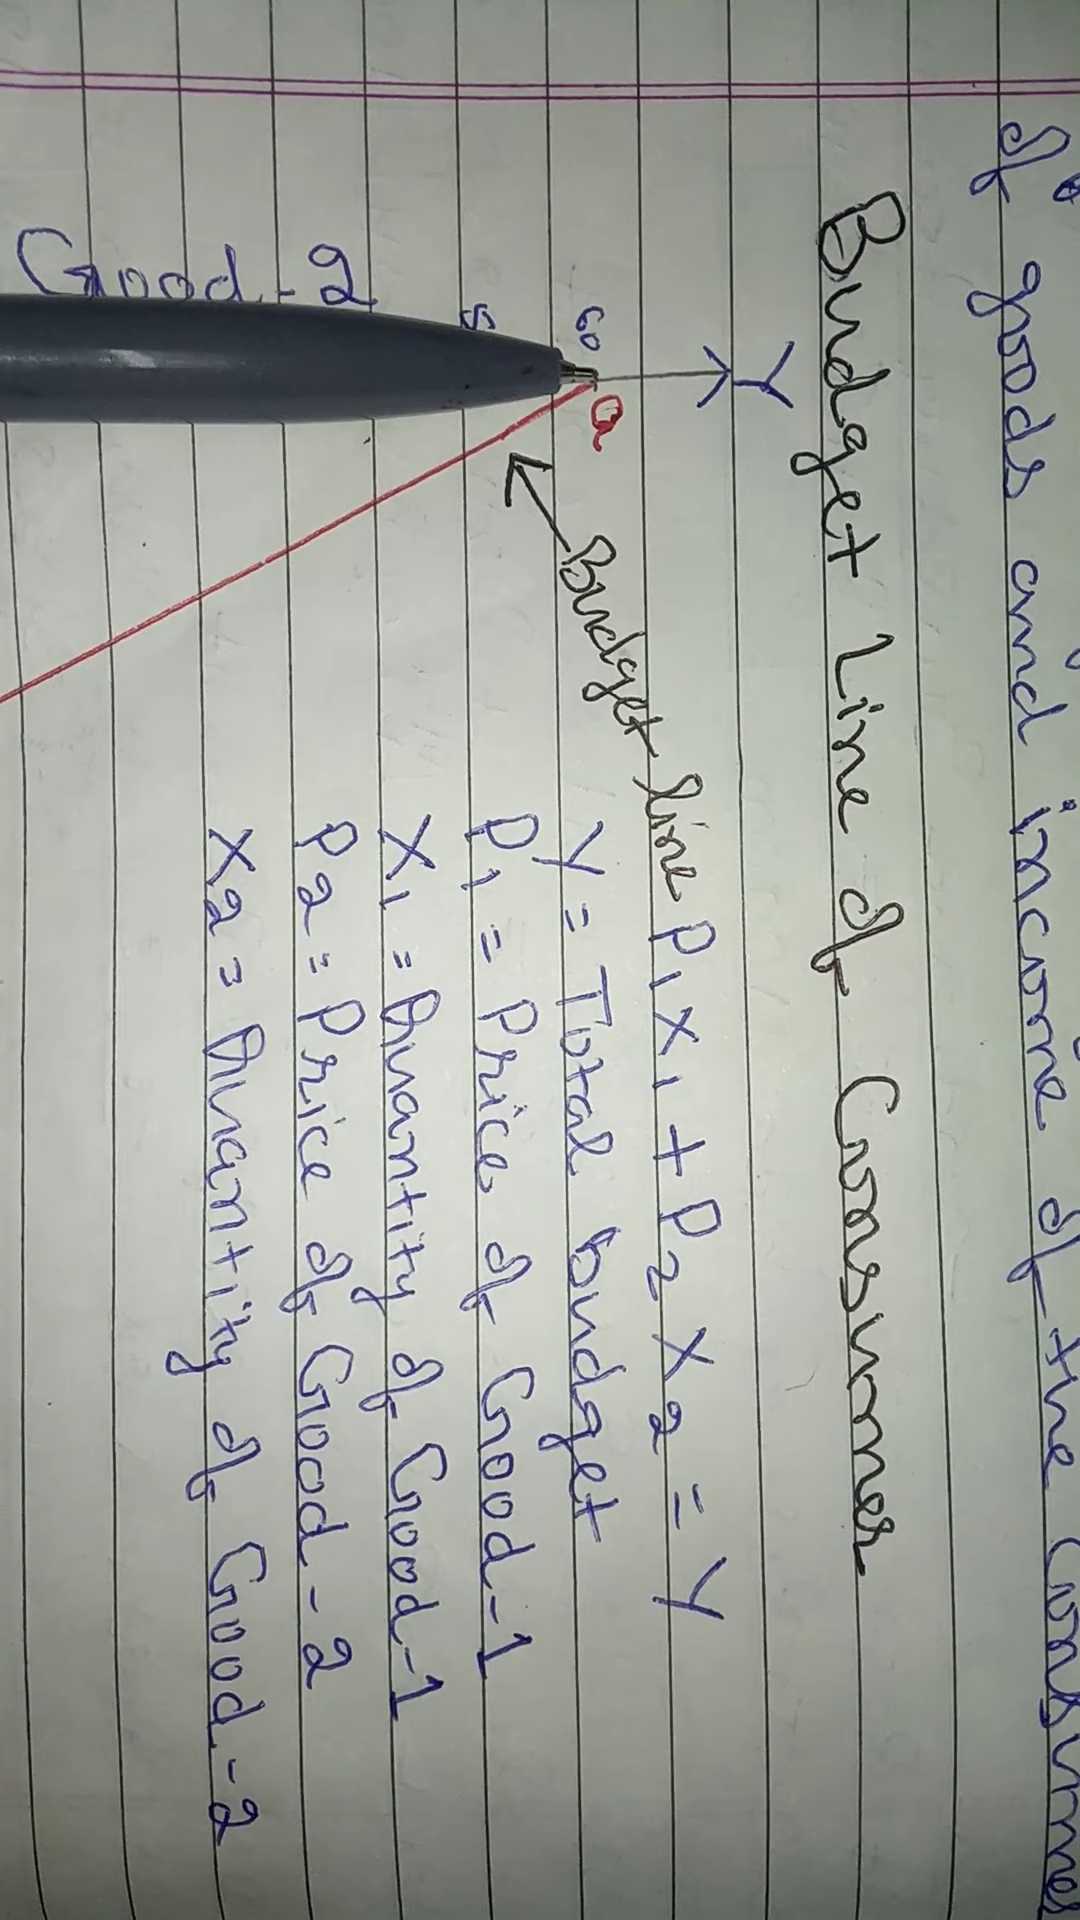 of goods and income of the Consumer
Budget Line of Consumer
Y
60
a
Budget line P1X1 + P2X2 = Y
Y = Total budget
P1 = Price of Good-1
X1 = Quantity of Good-1
P2 = Price of Good-2
X2 = Quantity of Good-2
Good-2